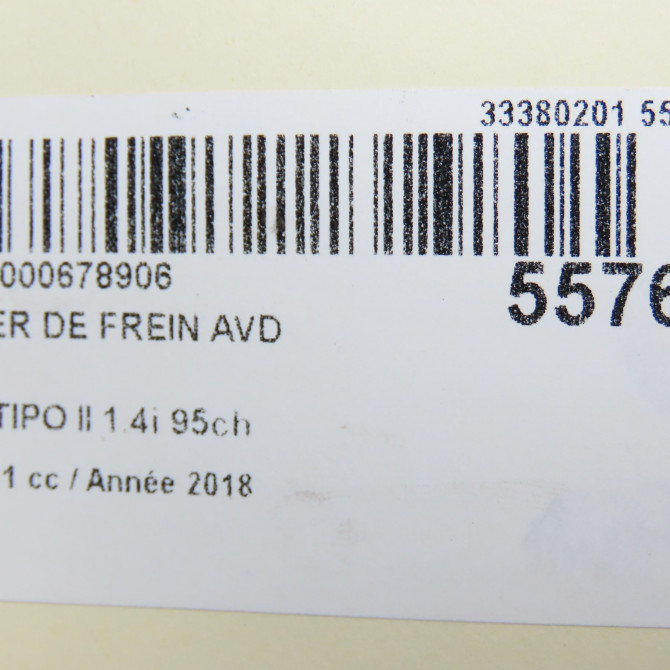 33380201 55
000678906
5576
ER DE FREIN AVD
TIPO II 1.4i 95ch
1 cc / Année 2018